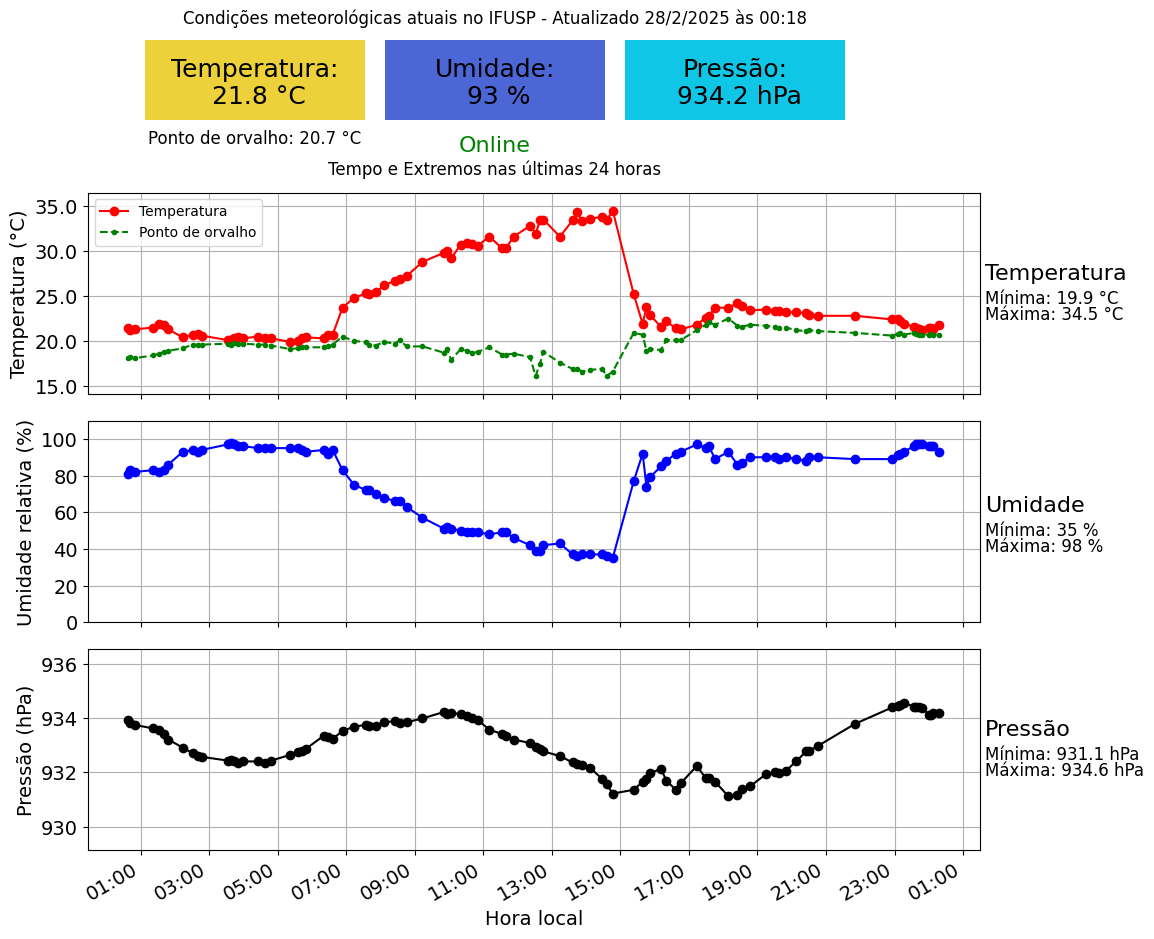 Condições meteorológicas atuais no IFUSP - Atualizado 28/2/2025 às 00:18
Temperatura:
21.8 °C
Umidade:
93 %
Pressão:
934.2 hPa
Ponto de orvalho: 20.7 °C
Online
Tempo e Extremos nas últimas 24 horas
Temperatura (°C)
35.0
30.0
25.0
20.0
15.0
Temperatura
Ponto de orvalho
Temperatura
Mínima: 19.9 °C
Máxima: 34.5 °C
Umidade relativa (%)
100
80
60
40
20
0
Umidade
Mínima: 35 %
Máxima: 98 %
Pressão (hPa)
936
934
932
930
Pressão
Mínima: 931.1 hPa
Máxima: 934.6 hPa
01:00 03:00 05:00 07:00 09:00 11:00 13:00 15:00 17:00 19:00 21:00 23:00 01:00
Hora local